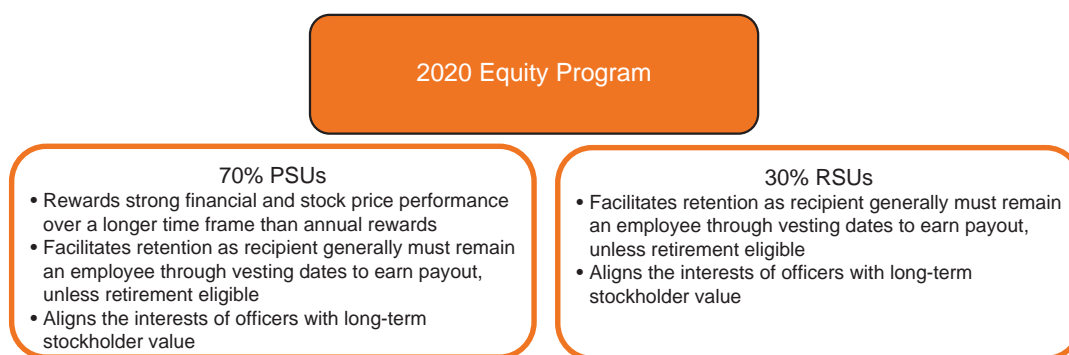 2020 Equity Program
70% PSUs
• Rewards strong financial and stock price performance
over a longer time frame than annual rewards
• Facilitates retention as recipient generally must remain
an employee through vesting dates to earn payout,
unless retirement eligible
• Aligns the interests of officers with long-term
stockholder value
30% RSUs
• Facilitates retention as recipient generally must remain
an employee through vesting dates to earn payout,
unless retirement eligible
• Aligns the interests of officers with long-term
stockholder value